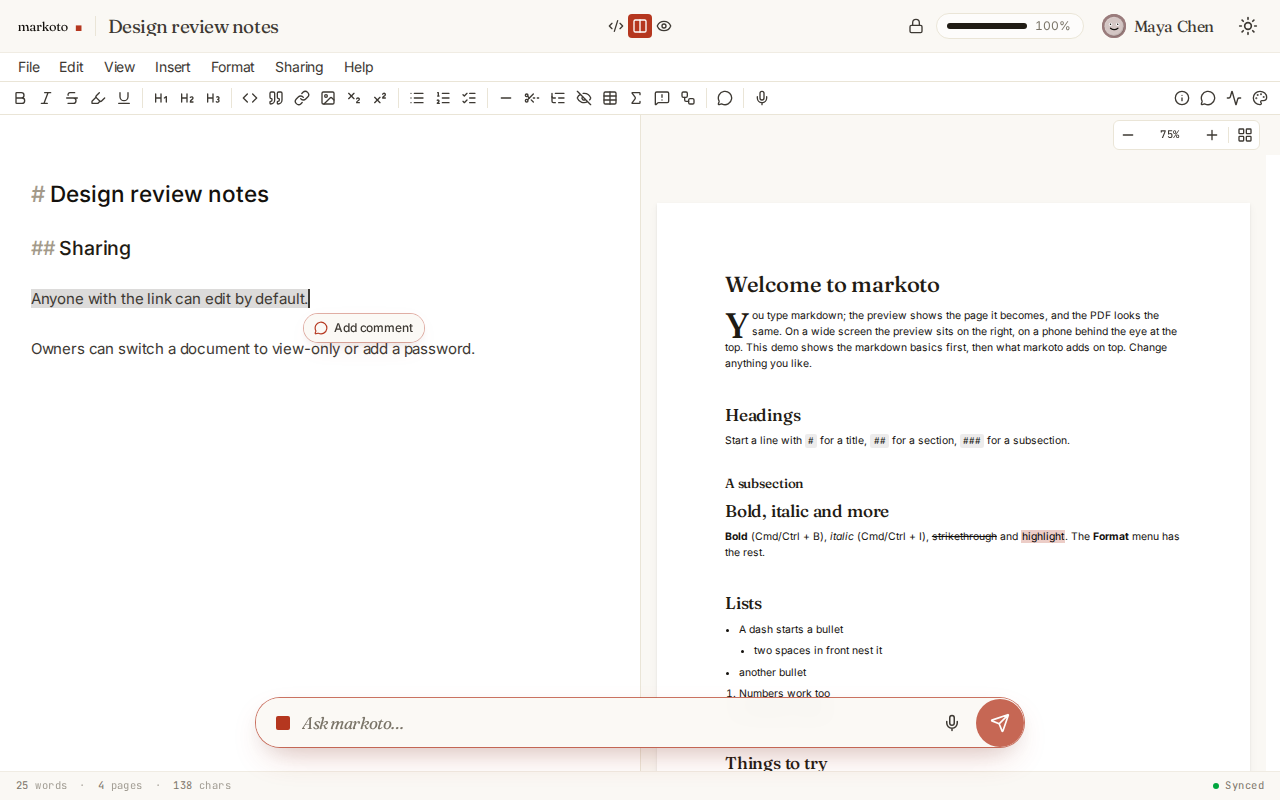 markoto
Design review notes
100%
Maya Chen
File Edit View Insert Format Sharing Help
H1 H2 H3
75%
# Design review notes
## Sharing
Anyone with the link can edit by default.
Add comment
Owners can switch a document to view-only or add a password.
Welcome to markoto
You type markdown; the preview shows the page it becomes, and the PDF looks the
same. On a wide screen the preview sits on the right, on a phone behind the eye at the
top. This demo shows the markdown basics first, then what markoto adds on top. Change
anything you like.
Headings
Start a line with # for a title, ## for a section, ### for a subsection.
A subsection
Bold, italic and more
Bold (Cmd/Ctrl + B), italic (Cmd/Ctrl + I), strikethrough and highlight. The Format menu has
the rest.
Lists
• A dash starts a bullet
• two spaces in front nest it
• another bullet
1. Numbers work too
Ask markoto...
Things to try
25 words · 4 pages · 138 chars
Synced